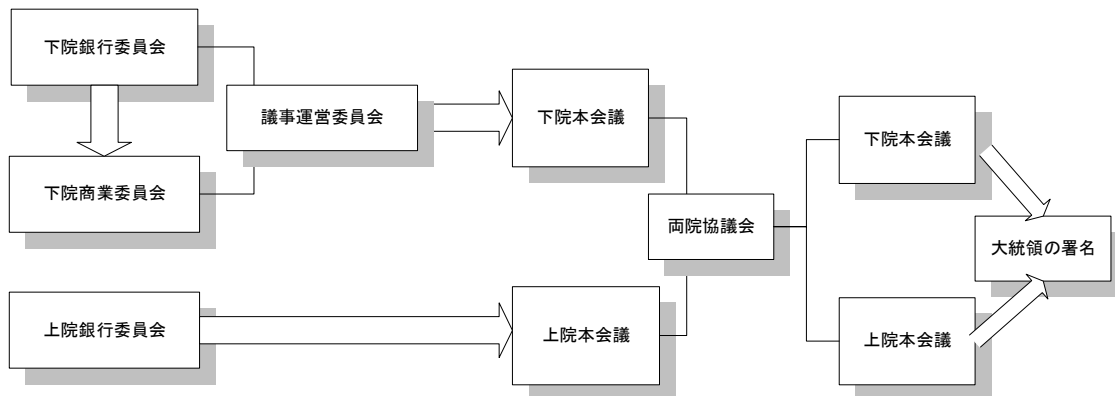 下院銀行委員会
議事運営委員会
下院商業委員会
上院銀行委員会
下院本会議
上院本会議
両院協議会
下院本会議
上院本会議
大統領の署名